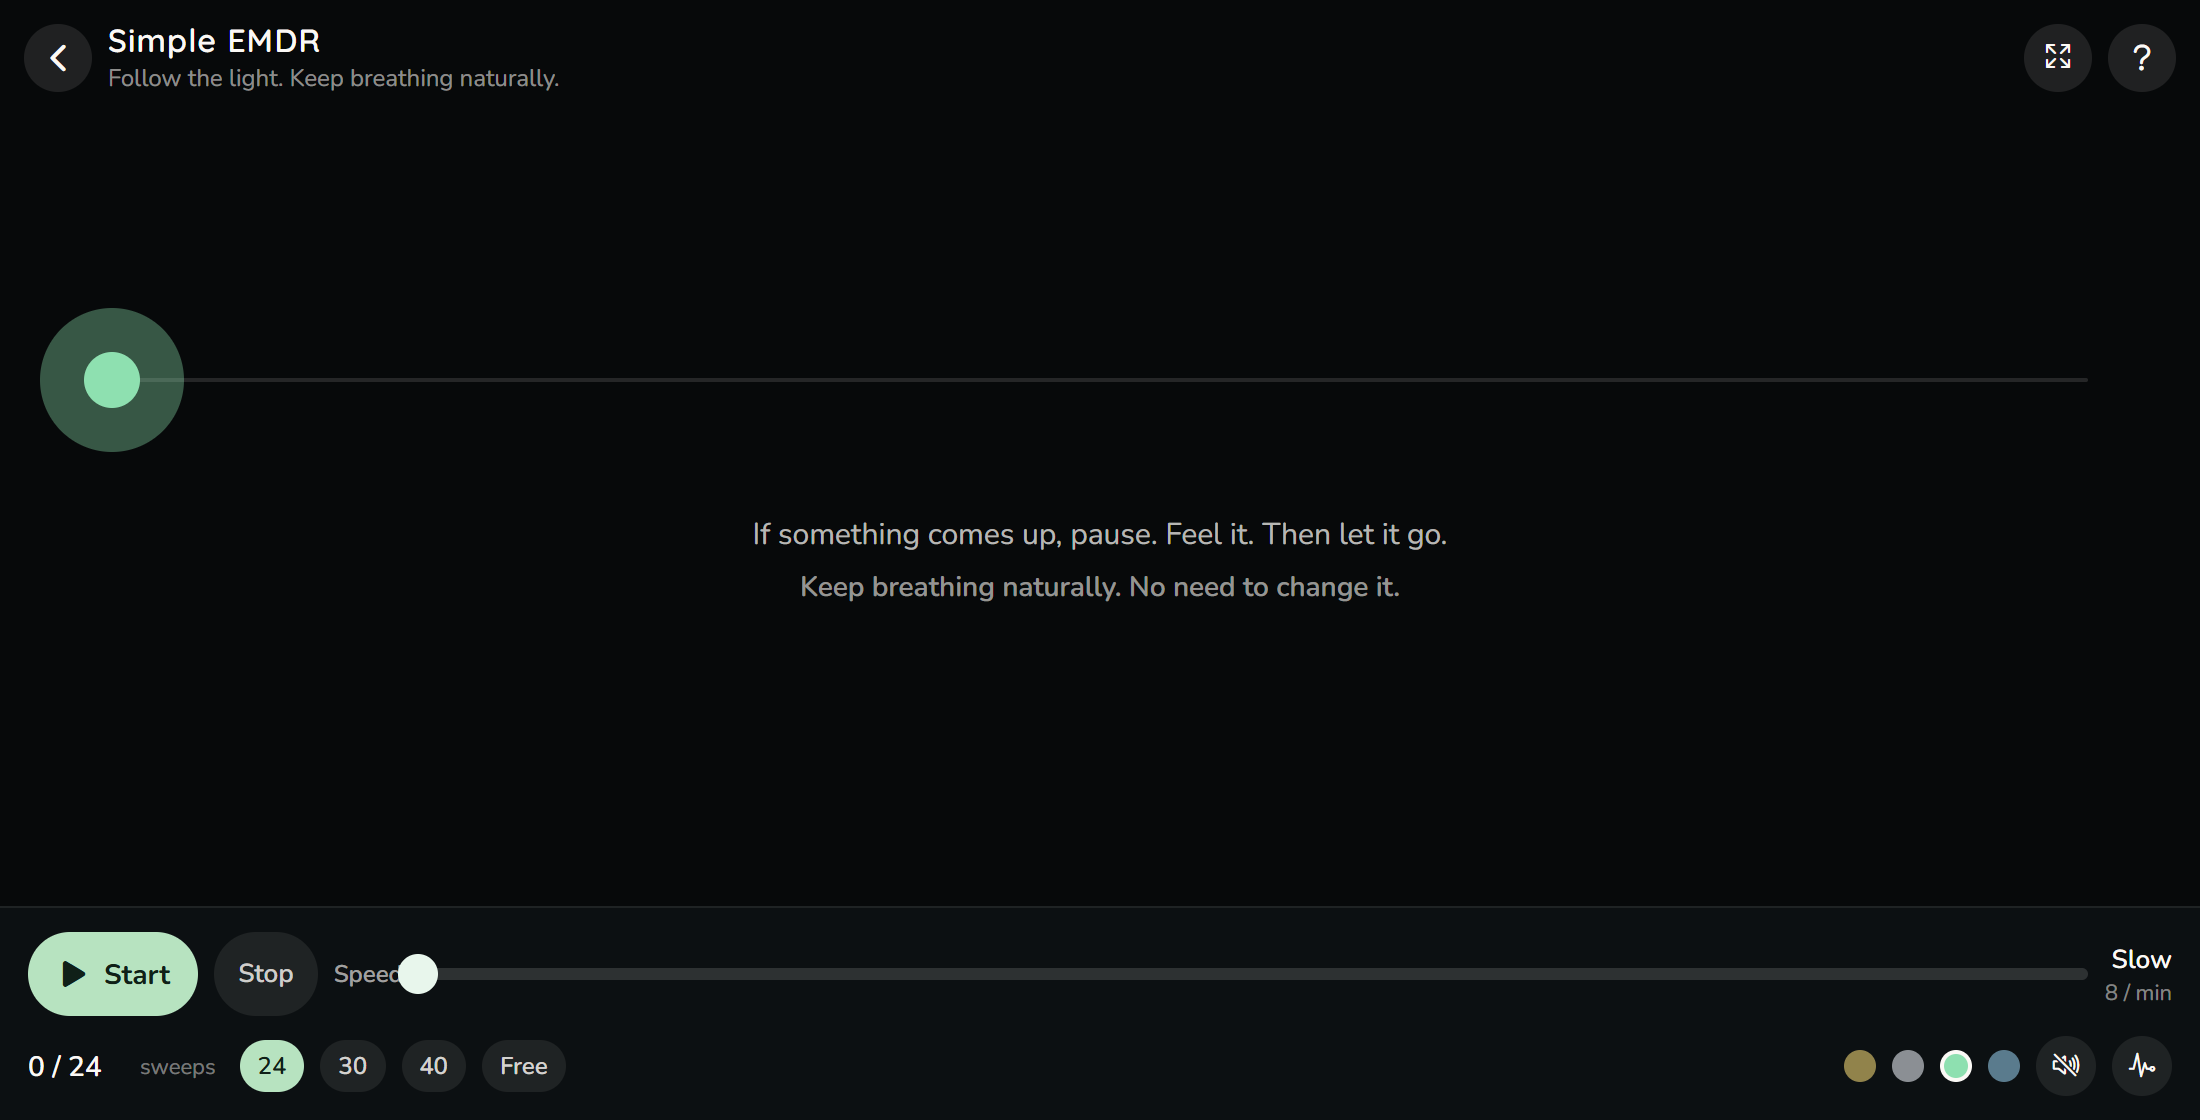 Simple EMDR
Follow the light. Keep breathing naturally.
?
If something comes up, pause. Feel it. Then let it go.
Keep breathing naturally. No need to change it.
Start
Stop
Speed
Slow
8 / min
0 / 24
sweeps
24
30
40
Free